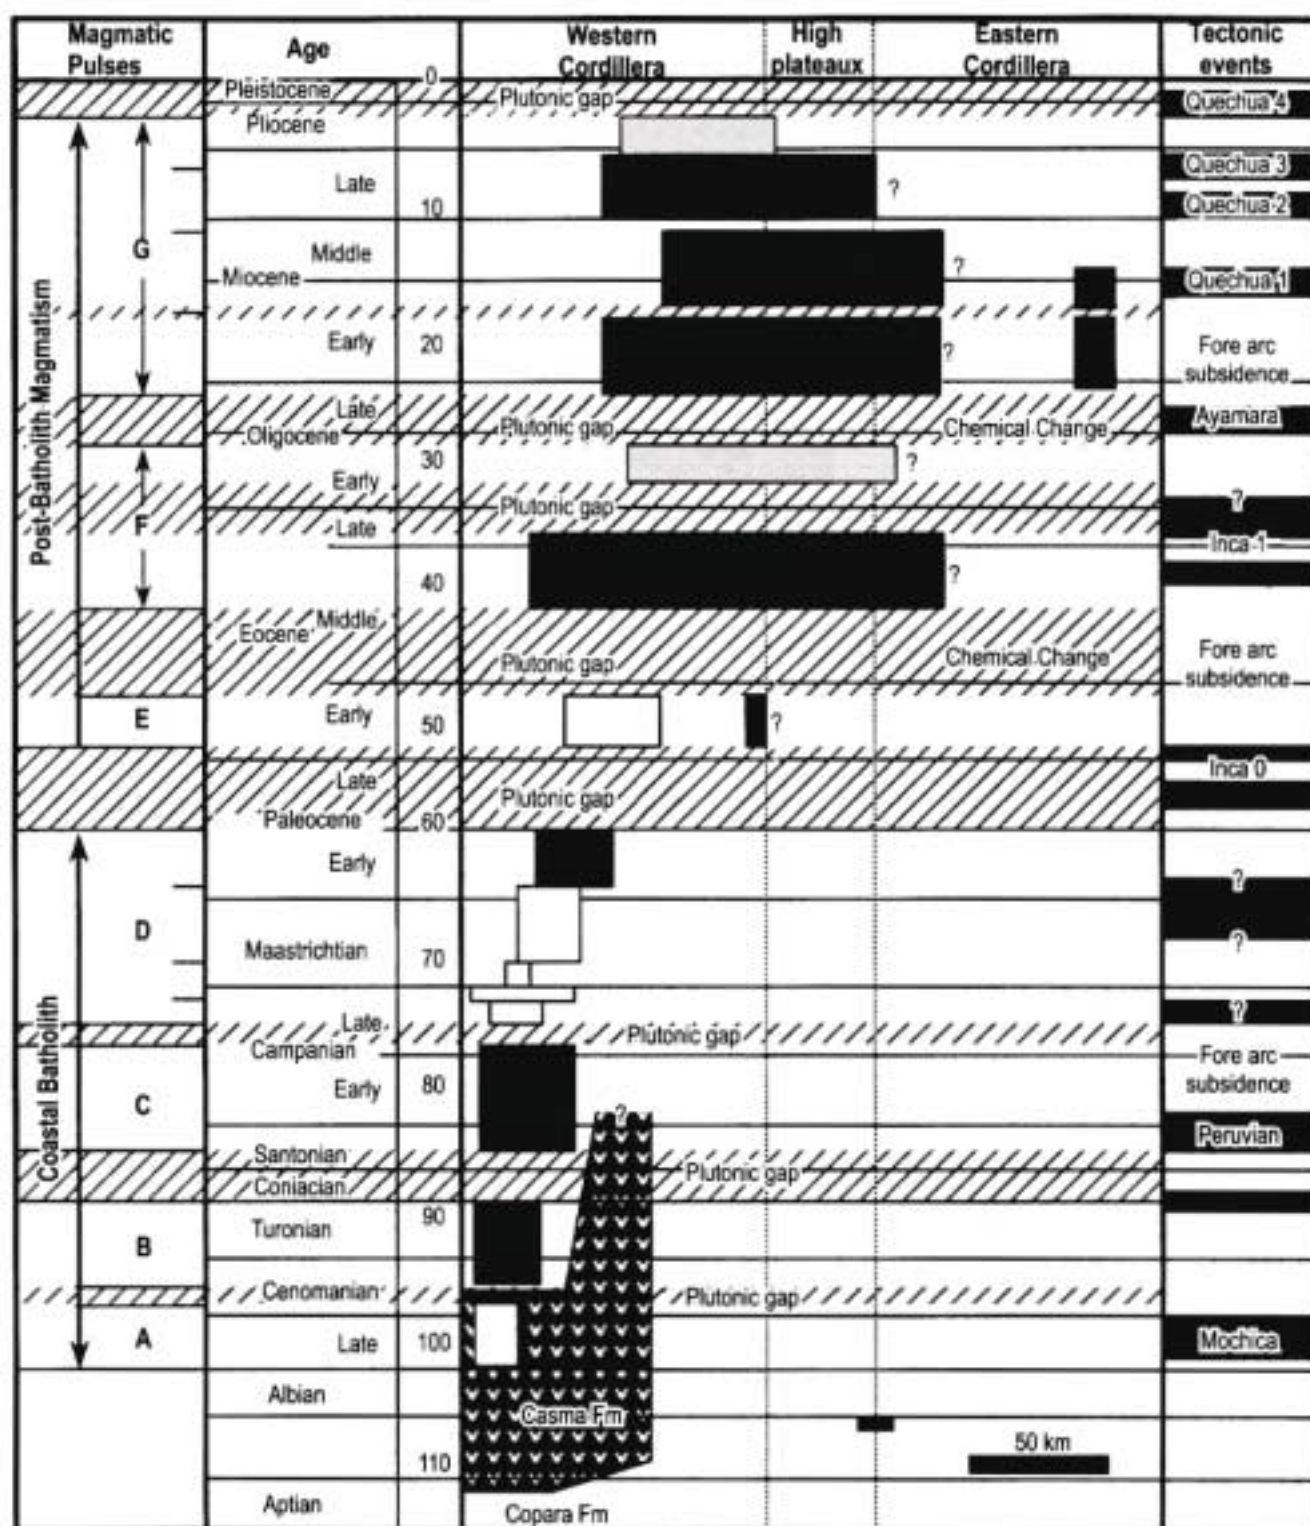 Magmatic
Pulses
Age
Western
Cordillera
High
plateaux
Eastern
Cordillera
Tectonic
events
0
Pleistocene
Plutonic gap
Quechua 4
Pliocene
Quechua 3
Late
?
10
Quechua 2
G
Middle
?
Miocene
Quechua 1
Early
20
?
Fore arc
subsidence
Late
Ayamara
Oligocene
Plutonic gap
Chemical Change
30
?
Early
Plutonic gap
?
F
Late
Inca 1
40
?
Post-Batholith Magmatism
Middle
Eocene
Plutonic gap
Chemical Change
Fore arc
subsidence
E
Early
50
?
Inca 0
Late
Plutonic gap
Paleocene
60
Early
?
D
Maastrichtian
70
?
?
Late
Plutonic gap
Campanian
Fore arc
subsidence
Coastal Batholith
C
Early
80
?
Peruvian
Santonian
Plutonic gap
Coniacian
90
B
Turonian
Cenomanian
Plutonic gap
A
Late
100
Mochica
Albian
Casma Fm
50 km
110
Aptian
Copara Fm